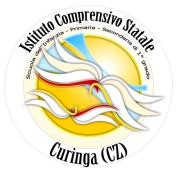 Istituto Comprensivo Statale
Scuola dell'Infanzia - Primaria - Secondaria di 1° grado
Curinga (CZ)